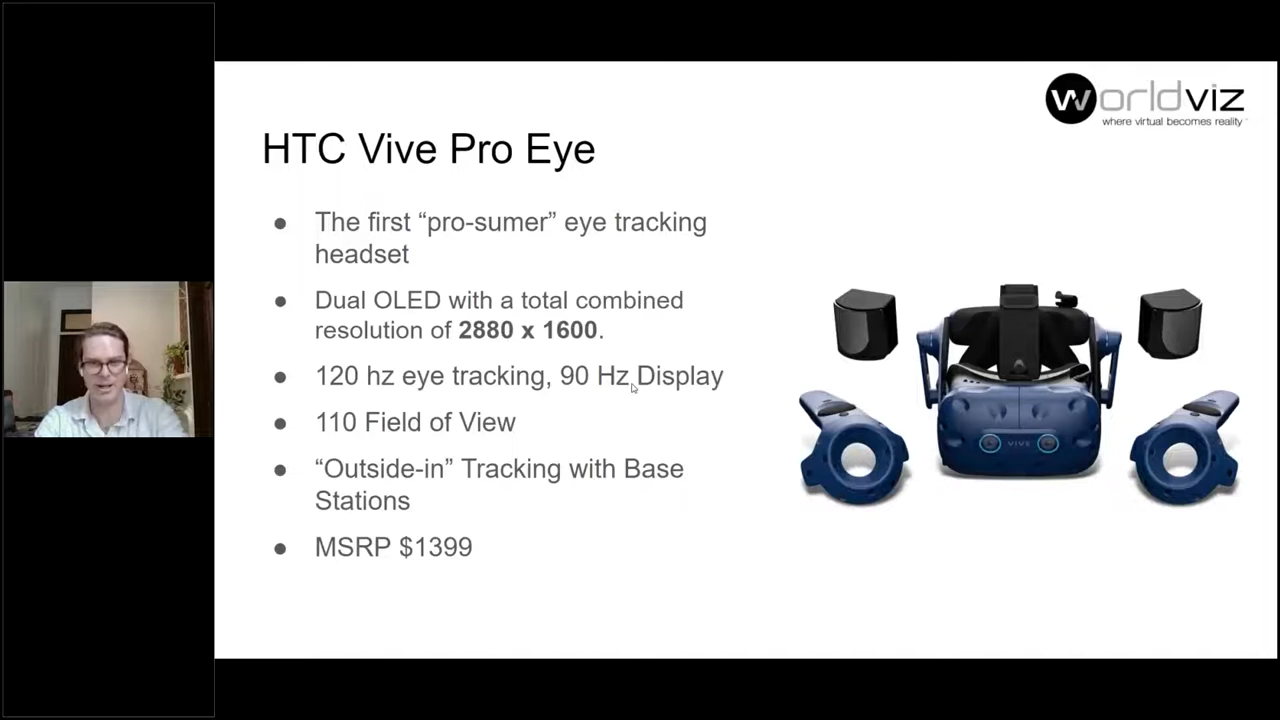 worldviz
where virtual becomes reality
HTC Vive Pro Eye
● The first “pro-sumer” eye tracking
headset
● Dual OLED with a total combined
resolution of 2880 x 1600.
● 120 hz eye tracking, 90 Hz Display
● 110 Field of View
● “Outside-in” Tracking with Base
Stations
● MSRP $1399
VIVE